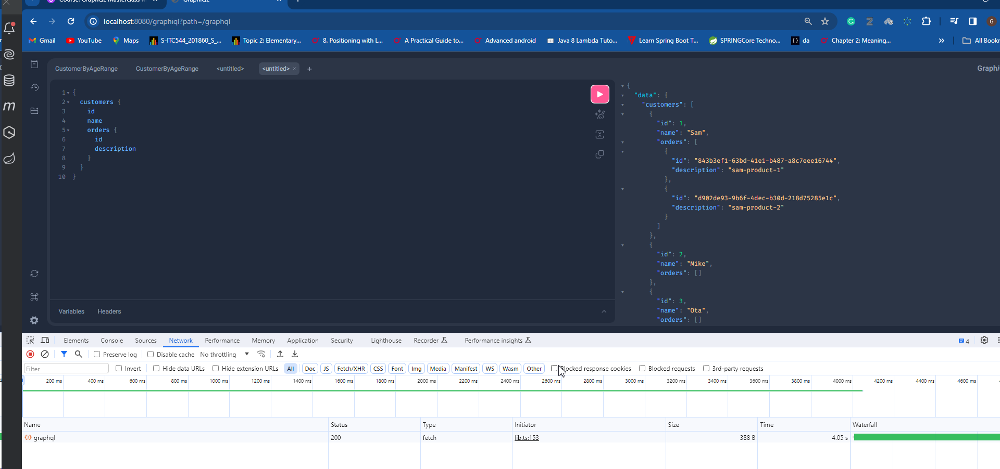 Course: GraphQL Masterclass
GraphiQL
localhost:8080/graphiql?path=/graphql
G
Gmail
YouTube
Maps
S-ITC544_201860_S_...
Topic 2: Elementary...
8. Positioning with L...
A Practical Guide to...
Advanced android
Java 8 Lambda Tuto...
Learn Spring Boot T...
SPRINGCore Techno...
da
Chapter 2: Meaning...
All Bookr
CustomerByAgeRange
CustomerByAgeRange
<untitled>
<untitled>
Graphi
m
1 {
2 customers {
3 id
4 name
5 orders {
6 id
7 description
8 }
9 }
10 }
Variables
Headers
{
"data": {
"customers": [
{
"id": 1,
"name": "Sam",
"orders": [
{
"id": "843b3ef1-63bd-41e1-b487-a8c7eee16744",
"description": "sam-product-1"
},
{
"id": "d902de93-9b6f-4dec-b30d-218d75285e1c",
"description": "sam-product-2"
}
]
},
{
"id": 2,
"name": "Mike",
"orders": []
},
{
"id": 3,
"name": "Ota",
"orders": []
Elements Console Sources Network Performance Memory Application Security Lighthouse Recorder Performance insights 4
Preserve log Disable cache No throttling
Filter Invert Hide data URLs Hide extension URLs All Doc JS Fetch/XHR CSS Font Img Media Manifest WS Wasm Other locked response cookies Blocked requests 3rd-party requests
200 ms 400 ms 600 ms 800 ms 1000 ms 1200 ms 1400 ms 1600 ms 1800 ms 2000 ms 2200 ms 2400 ms 2600 ms 2800 ms 3000 ms 3200 ms 3400 ms 3600 ms 3800 ms 4000 ms 4200 ms 4400 ms 4600 ms
Name Status Type Initiator Size Time Waterfall
graphql 200 fetch lib.ts:153 388 B 4.05 s